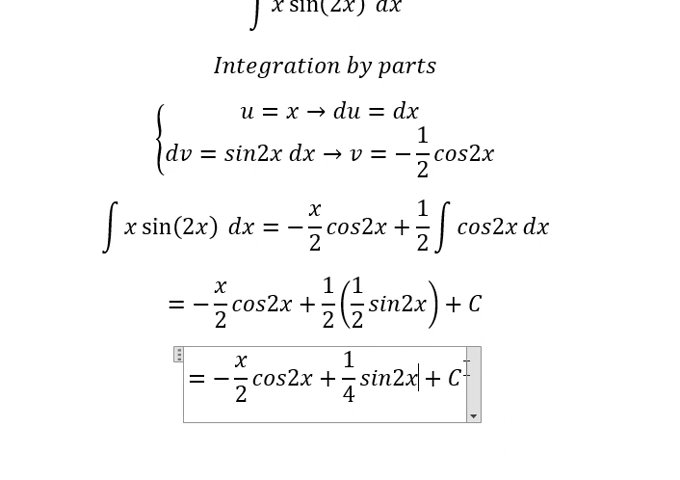 ∫ x sin(2x) dx
Integration by parts
u = x → du = dx
dv = sin2x dx → v = −1/2 cos2x
∫ x sin(2x) dx = −x/2 cos2x + 1/2 ∫ cos2x dx
= −x/2 cos2x + 1/2 (1/2 sin2x) + C
= −x/2 cos2x + 1/4 sin2x + C